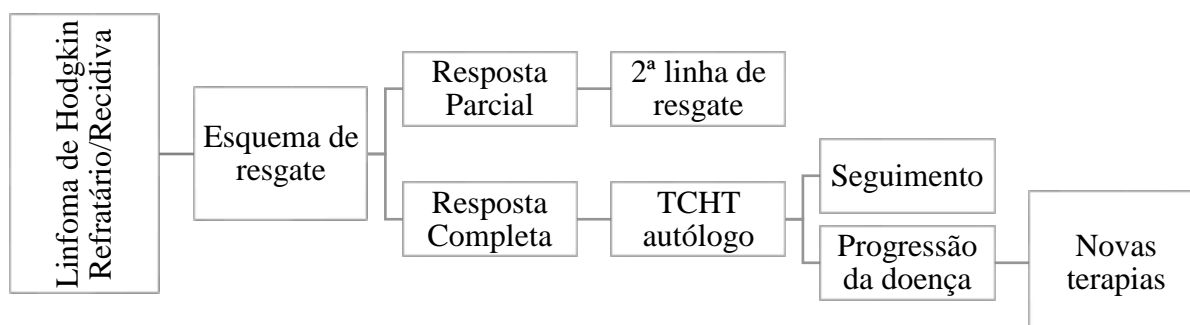 Linfoma de Hodgkin
Refratário/Recidiva
Esquema de
resgate
Resposta
Parcial
2ª linha de
resgate
Resposta
Completa
TCHT
autólogo
Seguimento
Progressão
da doença
Novas
terapias